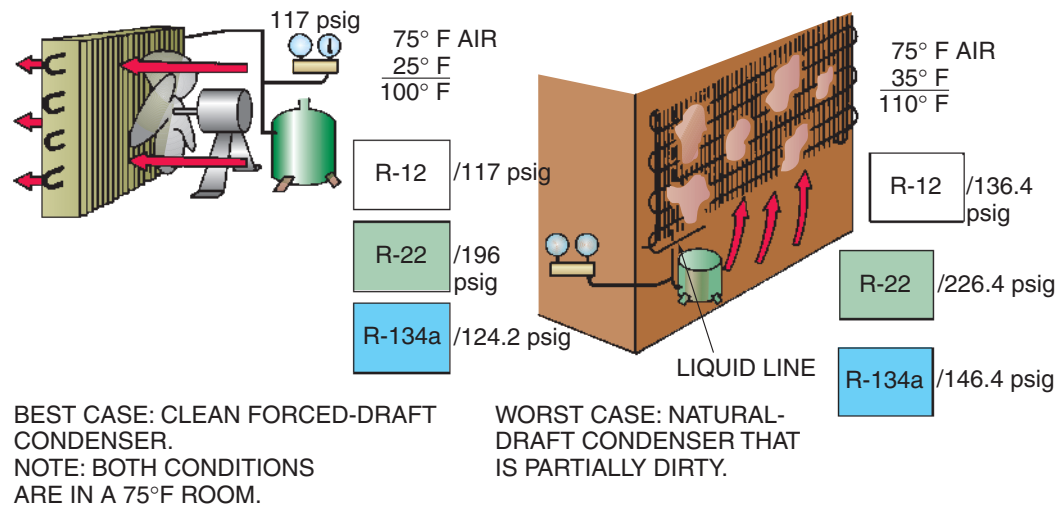 117 psig
75° F AIR
25° F
100° F
R-12 /117 psig
R-22 /196
psig
R-134a /124.2 psig
BEST CASE: CLEAN FORCED-DRAFT
CONDENSER.
NOTE: BOTH CONDITIONS
ARE IN A 75°F ROOM.
75° F AIR
35° F
110° F
R-12 /136.4
psig
R-22 /226.4 psig
R-134a /146.4 psig
LIQUID LINE
WORST CASE: NATURAL-
DRAFT CONDENSER THAT
IS PARTIALLY DIRTY.